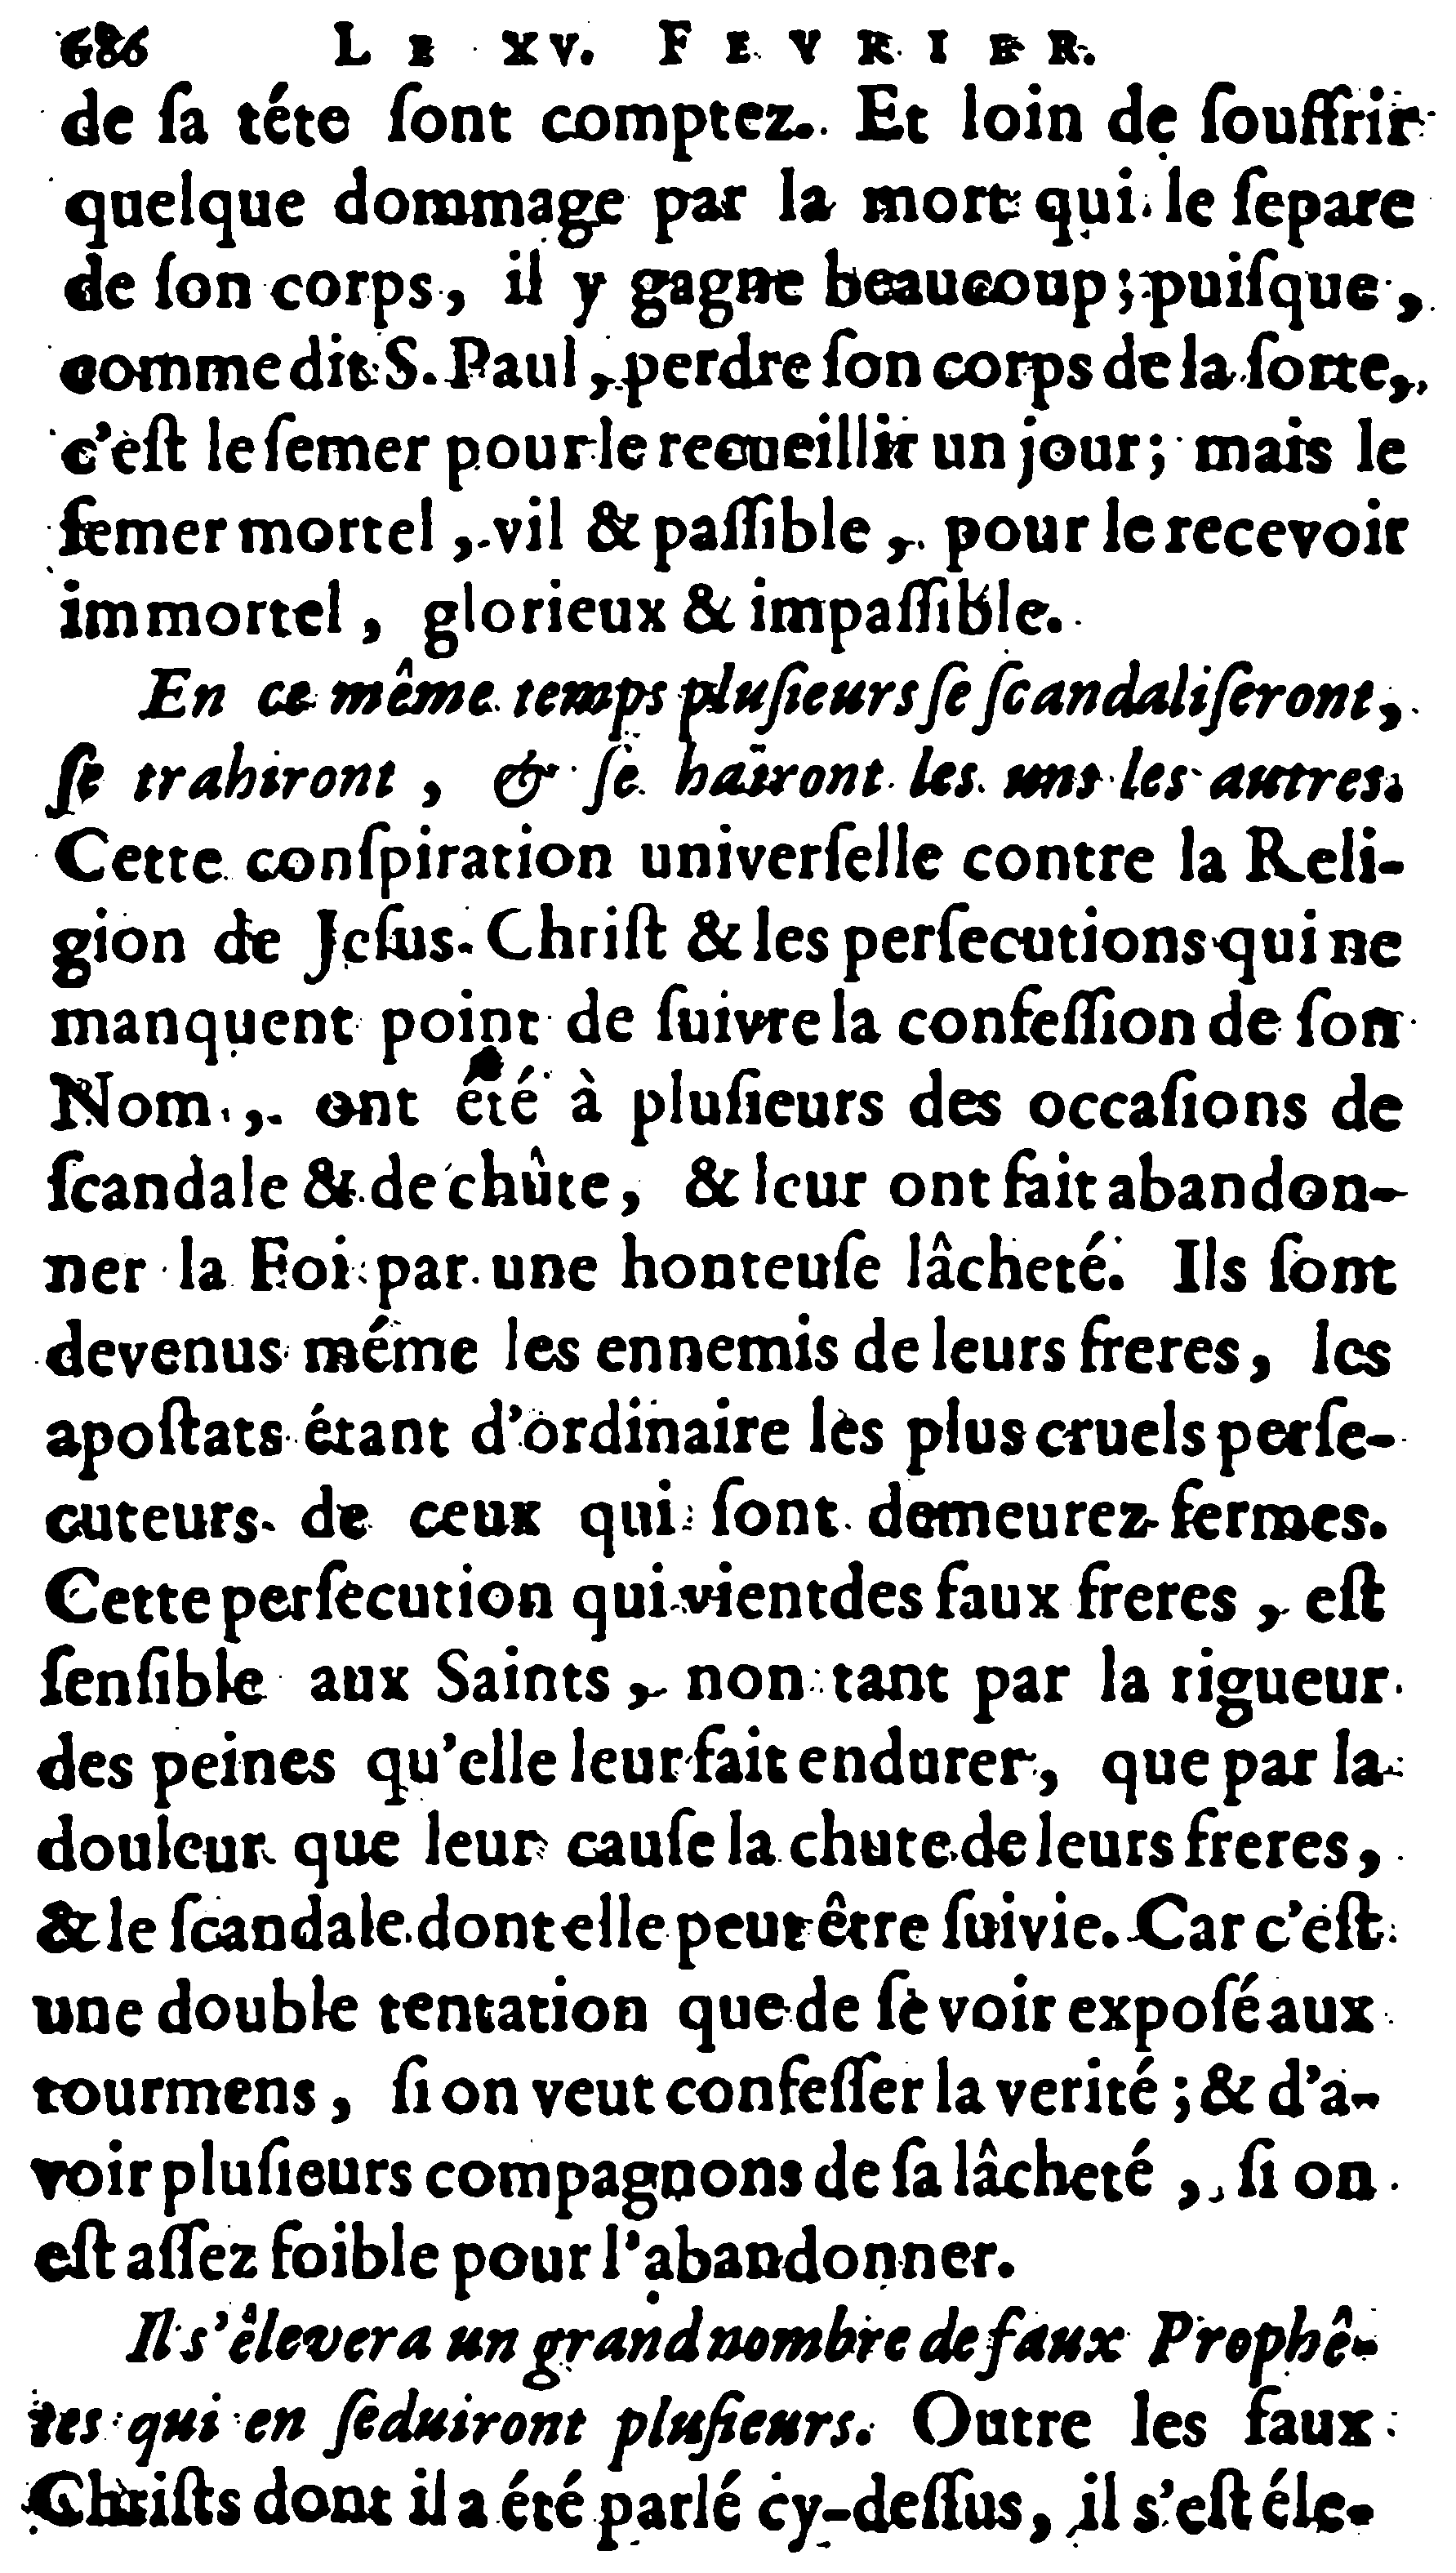 686 LE XV. FEVRIER.
de ſa téte ſont comptez. Et loin de ſouffrir
quelque dommage par la mort qui le ſepare
de ſon corps, il y gagne beaucoup; puiſque,
comme dit S. Paul, perdre ſon corps de la ſorte,
c'eſt le ſemer pour le recueillir un jour; mais le
ſemer mortel, vil & paſſible, pour le recevoir
immortel, glorieux & impaſſible.
En ce même temps pluſieurs ſe ſcandaliſeront,
ſe trahiront, & ſe haïront les uns les autres.
Cette conſpiration univerſelle contre la Reli-
gion de Jeſus-Chriſt & les perſecutions qui ne
manquent point de ſuivre la confeſſion de ſon
Nom, ont été à pluſieurs des occaſions de
ſcandale & de chûte, & leur ont fait abandon-
ner la Foi par une honteuſe lâcheté. Ils ſont
devenus méme les ennemis de leurs freres, les
apoſtats étant d'ordinaire les plus cruels perſe-
cuteurs de ceux qui ſont demeurez fermes.
Cette perſecution qui vient des faux freres, eſt
ſenſible aux Saints, non tant par la rigueur
des peines qu'elle leur fait endurer, que par la
douleur que leur cauſe la chute de leurs freres,
& le ſcandale dont elle peut être ſuivie. Car c'eſt
une double tentation que de ſe voir expoſé aux
tourmens, ſi on veut confeſſer la verité; & d'a-
voir pluſieurs compagnons de ſa lâcheté, ſi on
eſt aſſez foible pour l'abandonner.
Il s'êlevera un grand nombre de faux Prophê-
tes qui en ſeduiront pluſieurs. Outre les faux
Chriſts dont il a été parlé cy-deſſus, il s'eſt éle-